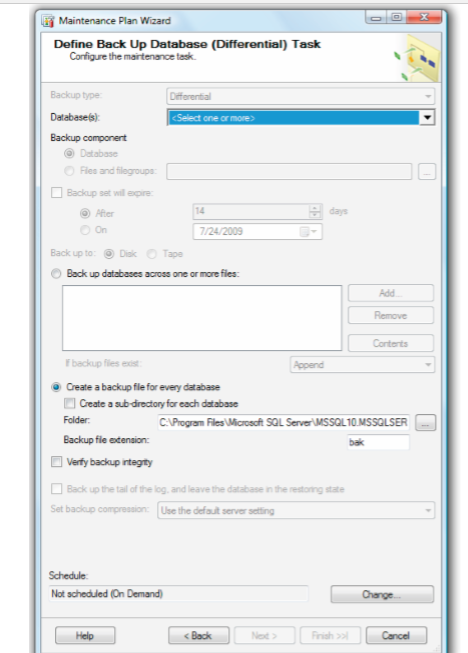 Maintenance Plan Wizard
Define Back Up Database (Differential) Task
Configure the maintenance task.
Backup type:
Differential
Database(s):
<Select one or more>
Backup component
Database
Files and filegroups:
...
Backup set will expire:
After
14
days
On
7/24/2009
Back up to:
Disk
Tape
Back up databases across one or more files:
Add...
Remove
Contents
If backup files exist:
Append
Create a backup file for every database
Create a sub-directory for each database
Folder:
C:\Program Files\Microsoft SQL Server\MSSQL10.MSSQLSER
...
Backup file extension:
bak
Verify backup integrity
Back up the tail of the log, and leave the database in the restoring state
Set backup compression:
Use the default server setting
Schedule:
Not scheduled (On Demand)
Change...
Help
< Back
Next >
Finish >>|
Cancel